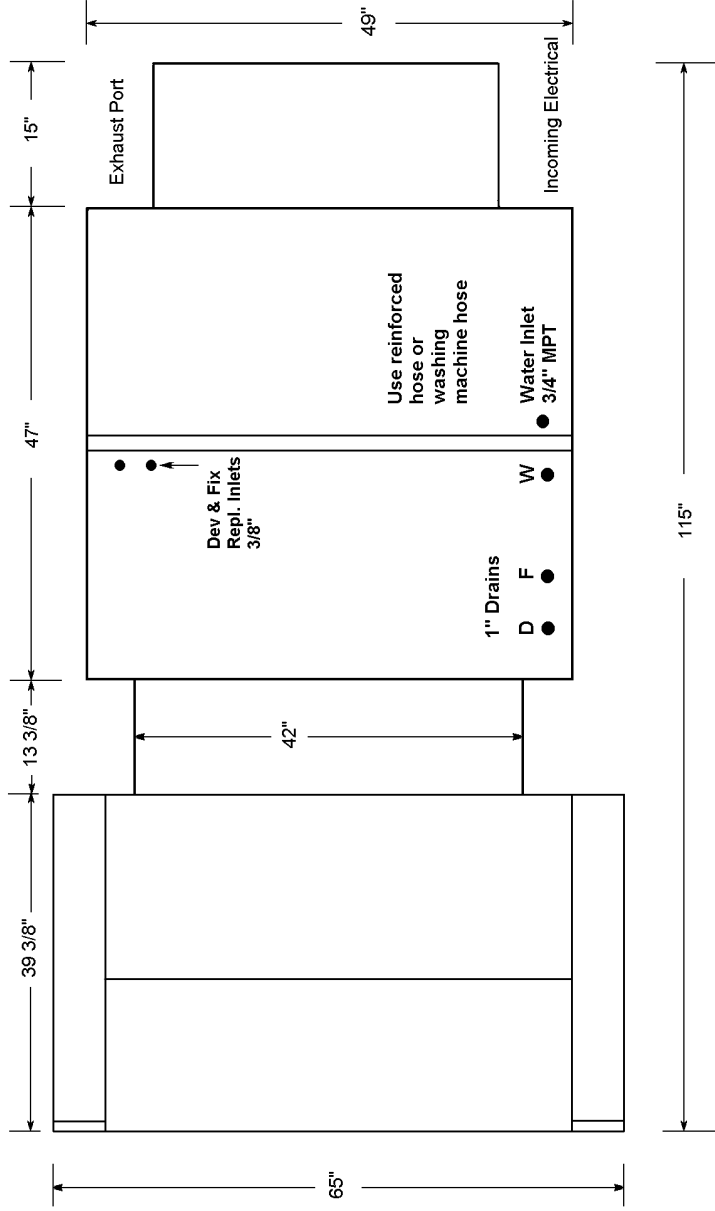 39 3/8"
13 3/8"
47"
15"
Exhaust Port
49"
Dev & Fix
Repl. Inlets
3/8"
Use reinforced
hose or
washing
machine hose
42"
65"
1" Drains
D
F
W
Water Inlet
3/4" MPT
Incoming Electrical
115"